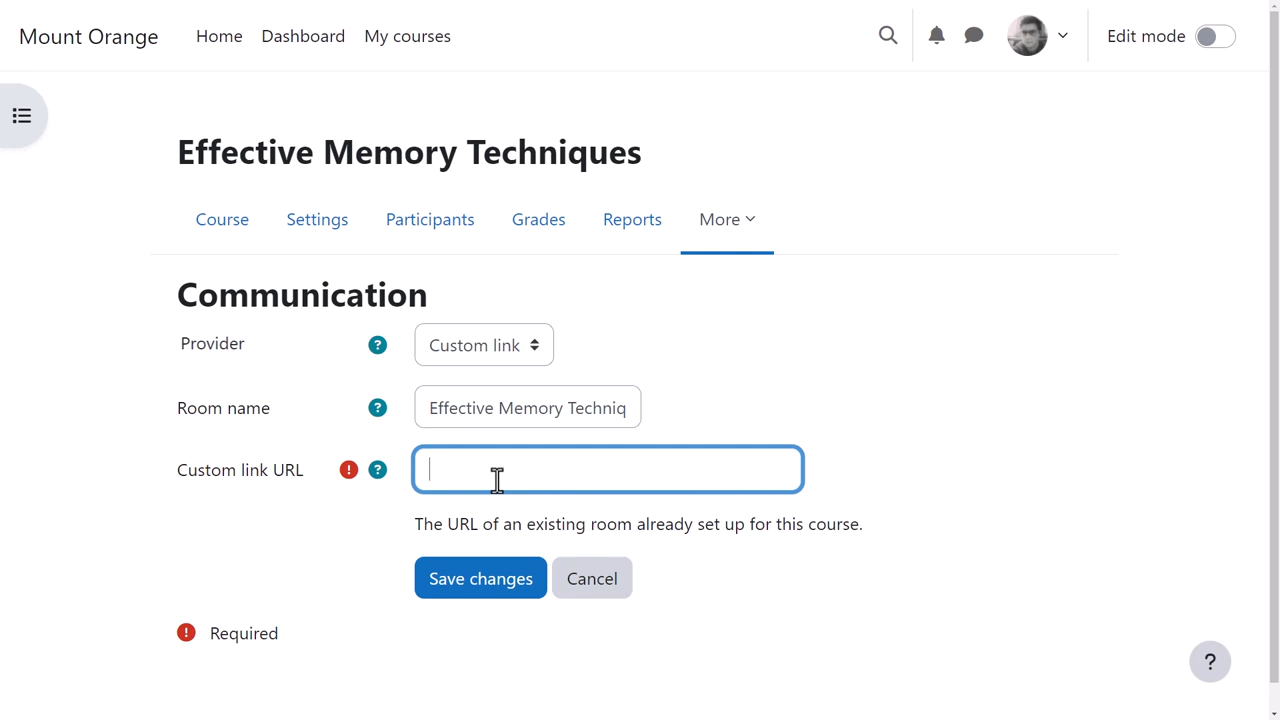 Mount Orange Home Dashboard My courses Edit mode
Effective Memory Techniques
Course Settings Participants Grades Reports More
Communication
Provider ? Custom link
Room name ? Effective Memory Techniq
Custom link URL ! ?
The URL of an existing room already set up for this course.
Save changes Cancel
! Required
?